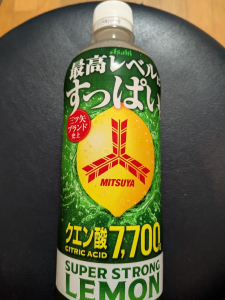 Asahi
最高レベルに
すっぱい
三ツ矢
ブランド
史上
MITSUYA
クエン酸 7,700
CITRIC ACID
SUPER STRONG
LEMON